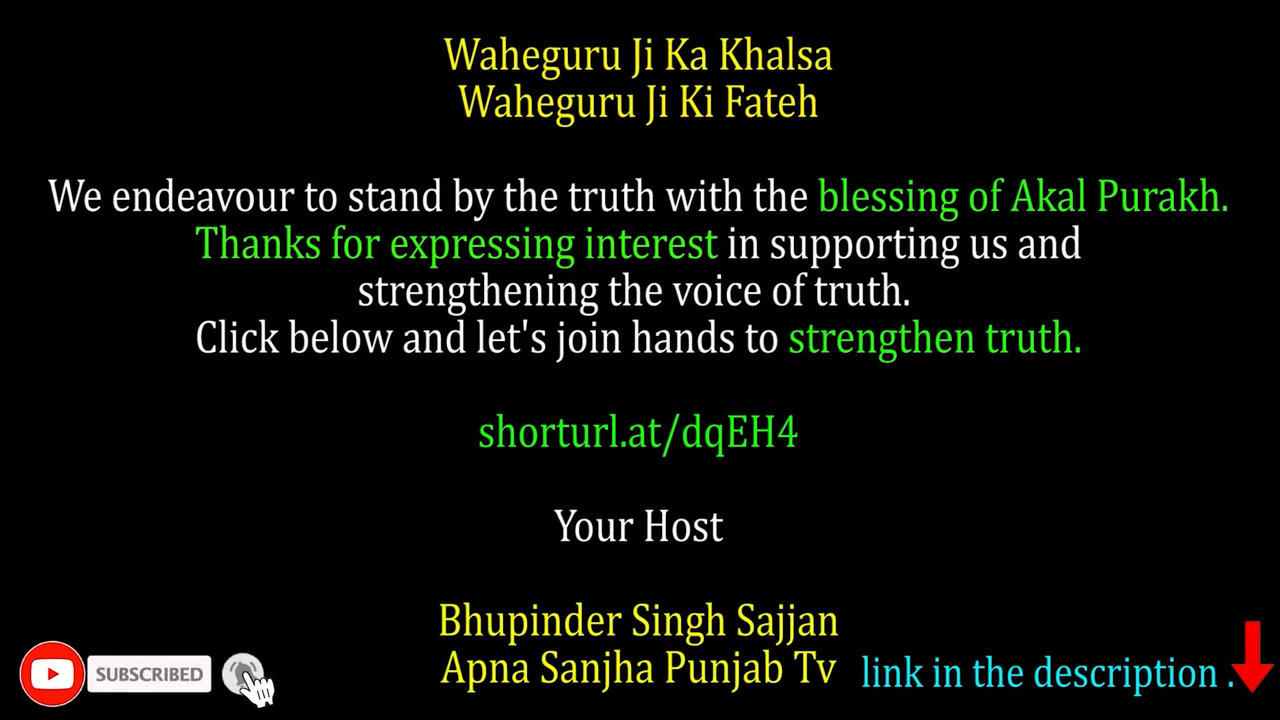 Waheguru Ji Ka Khalsa
Waheguru Ji Ki Fateh
We endeavour to stand by the truth with the blessing of Akal Purakh.
Thanks for expressing interest in supporting us and
strengthening the voice of truth.
Click below and let's join hands to strengthen truth.
shorturl.at/dqEH4
Your Host
Bhupinder Singh Sajjan
Apna Sanjha Punjab Tv
link in the description .
SUBSCRIBED